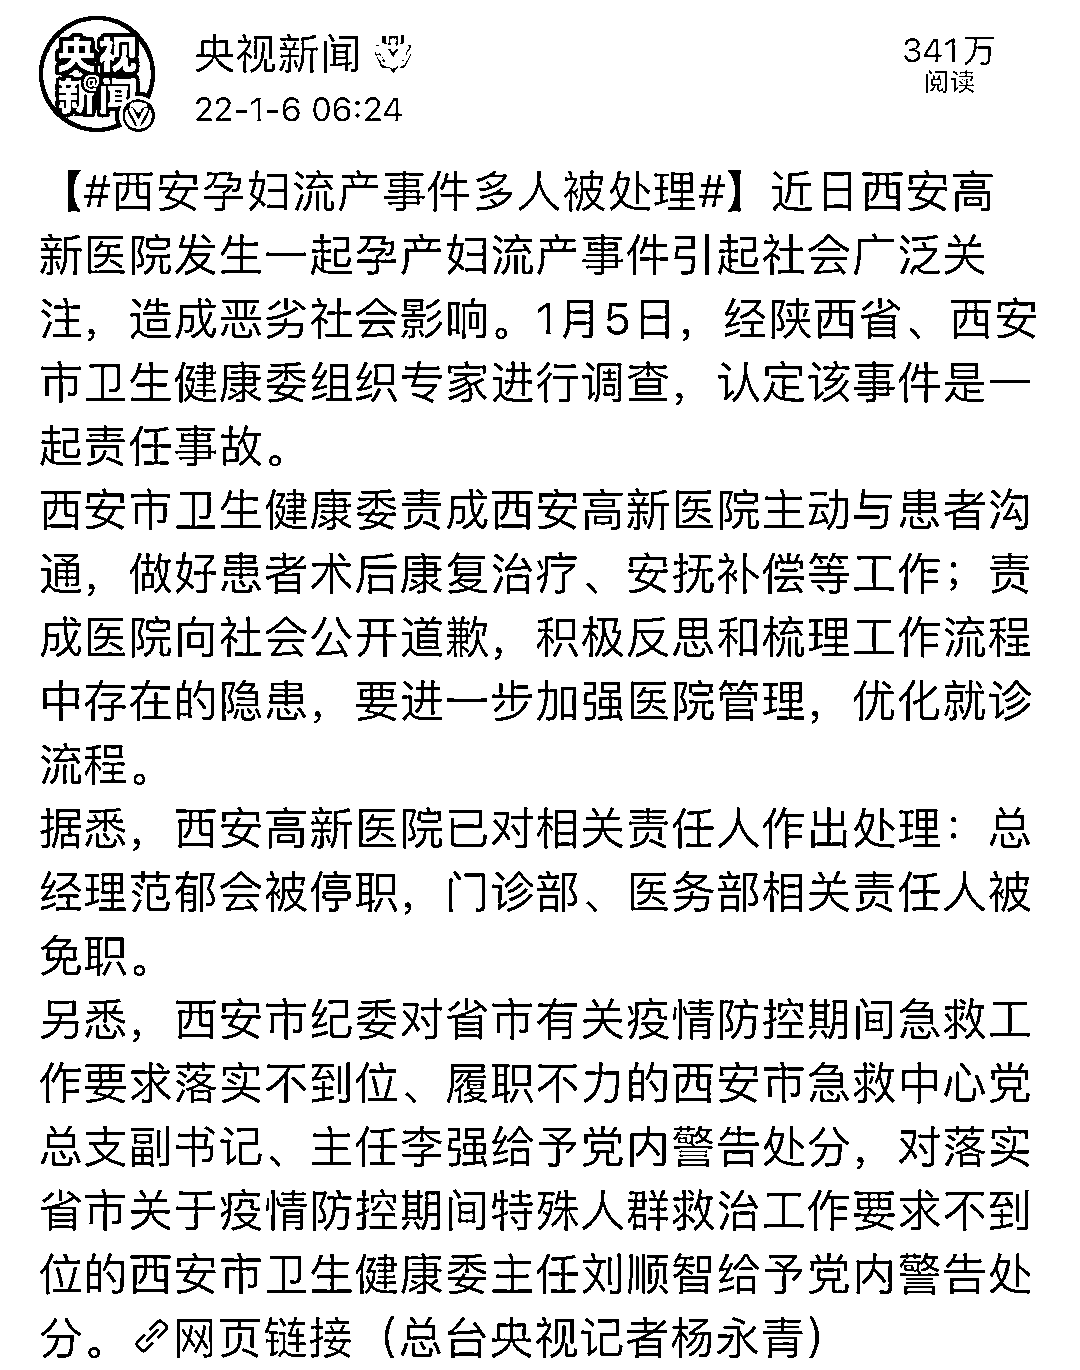 央视
@
新闻
央视新闻
22-1-6 06:24
341万
阅读
【#西安孕妇流产事件多人被处理#】近日西安高
新医院发生一起孕产妇流产事件引起社会广泛关
注，造成恶劣社会影响。1月5日，经陕西省、西安
市卫生健康委组织专家进行调查，认定该事件是一
起责任事故。
西安市卫生健康委责成西安高新医院主动与患者沟
通，做好患者术后康复治疗、安抚补偿等工作；责
成医院向社会公开道歉，积极反思和梳理工作流程
中存在的隐患，要进一步加强医院管理，优化就诊
流程。
据悉，西安高新医院已对相关责任人作出处理：总
经理范郁会被停职，门诊部、医务部相关责任人被
免职。
另悉，西安市纪委对省市有关疫情防控期间急救工
作要求落实不到位、履职不力的西安市急救中心党
总支副书记、主任李强给予党内警告处分，对落实
省市关于疫情防控期间特殊人群救治工作要求不到
位的西安市卫生健康委主任刘顺智给予党内警告处
分。网页链接（总台央视记者杨永青）